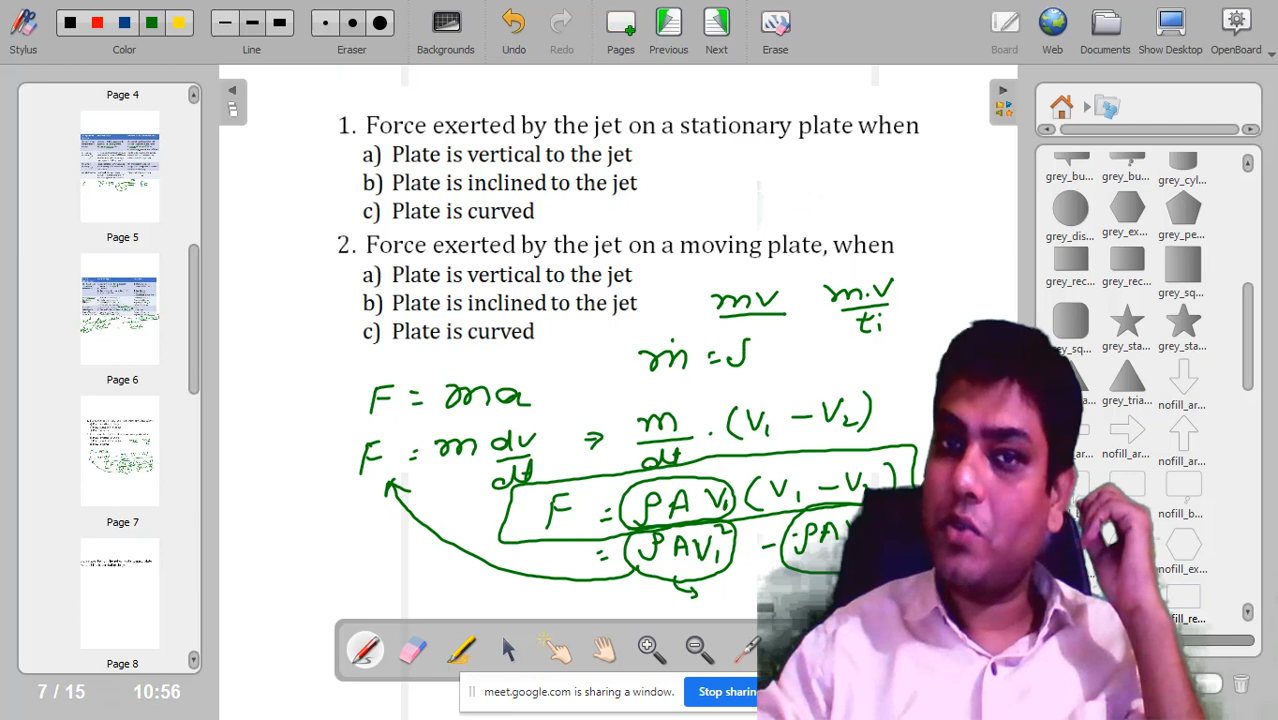 Stylus
Color
Line
Eraser
Backgrounds
Undo
Redo
Pages
Previous
Next
Erase
Board
Web
Documents
Show Desktop
OpenBoard
Page 4
Page 5
Page 6
Page 7
Page 8
7 / 15
10:56
1. Force exerted by the jet on a stationary plate when
a) Plate is vertical to the jet
b) Plate is inclined to the jet
c) Plate is curved
2. Force exerted by the jet on a moving plate, when
a) Plate is vertical to the jet
b) Plate is inclined to the jet
c) Plate is curved
mv
m.v
ti
ṁ = ρ
F = ma
F = m dv/dt ⇒ m/dt . (V₁ − V₂)
F = ρAV₁ (V₁ − V₂
= ρAV₁² − ρA
meet.google.com is sharing a window.
Stop sharin
grey_bu...
grey_bu...
grey_cyl...
grey_dis...
grey_ex...
grey_pe...
grey_rec...
grey_rec...
grey_sq...
grey_sq...
grey_sta...
grey_sta...
grey_tria...
nofill_ar...
nofill_ar...
nofill_ar...
nofill_b...
nofill_ex...
nofill_re...